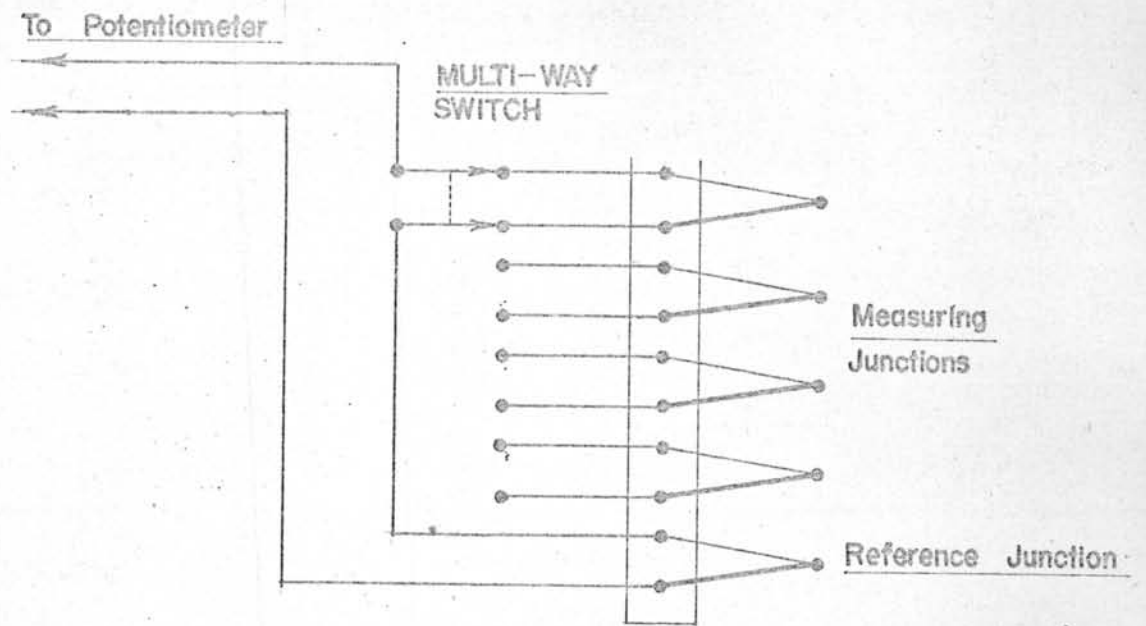 To Potentiometer
MULTI-WAY
SWITCH
Measuring
Junctions
Reference Junction